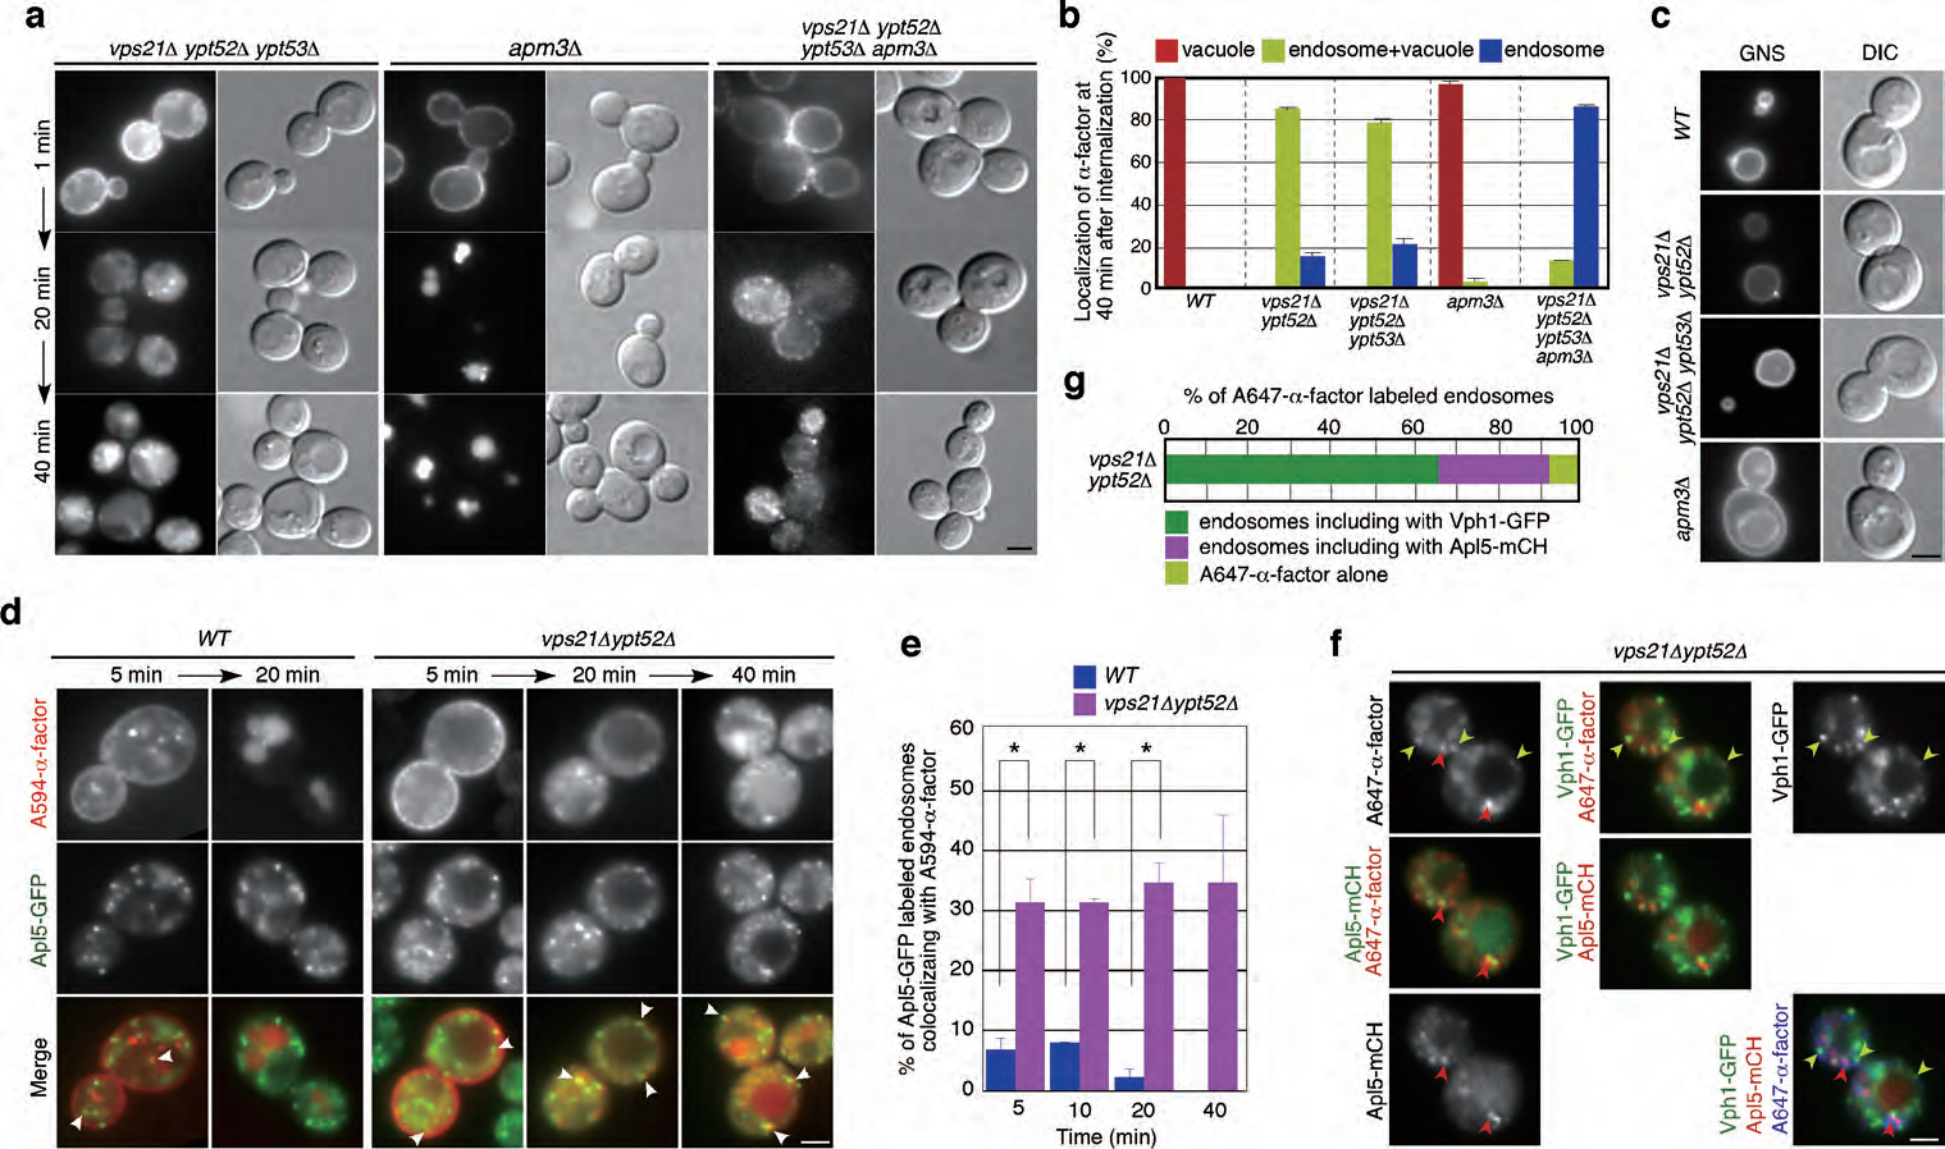 a
vps21Δ ypt52Δ ypt53Δ
apm3Δ
vps21Δ ypt52Δ
ypt53Δ apm3Δ
1 min
20 min
40 min
b
vacuole endosome+vacuole endosome
Localization of α-factor at
40 min after internalization (%)
100
80
60
40
20
0
WT
vps21Δ
ypt52Δ
vps21Δ
ypt52Δ
ypt53Δ
apm3Δ
vps21Δ
ypt52Δ
ypt53Δ
apm3Δ
c
GNS DIC
WT
vps21Δ
ypt52Δ
vps21Δ
ypt52Δ ypt53Δ
apm3Δ
g
% of A647-α-factor labeled endosomes
0 20 40 60 80 100
vps21Δ
ypt52Δ
endosomes including with Vph1-GFP
endosomes including with Apl5-mCH
A647-α-factor alone
d
WT
vps21Δypt52Δ
5 min 20 min
5 min 20 min 40 min
A594-α-factor
Apl5-GFP
Merge
e
WT
vps21Δypt52Δ
% of Apl5-GFP labeled endosomes
colocalizaing with A594-α-factor
60
50
40
30
20
10
0
* * *
5 10 20 40
Time (min)
f
vps21Δypt52Δ
A647-α-factor
Vph1-GFP
A647-α-factor
Vph1-GFP
Apl5-mCH
A647-α-factor
Vph1-GFP
Apl5-mCH
Apl5-mCH
Vph1-GFP
Apl5-mCH
A647-α-factor